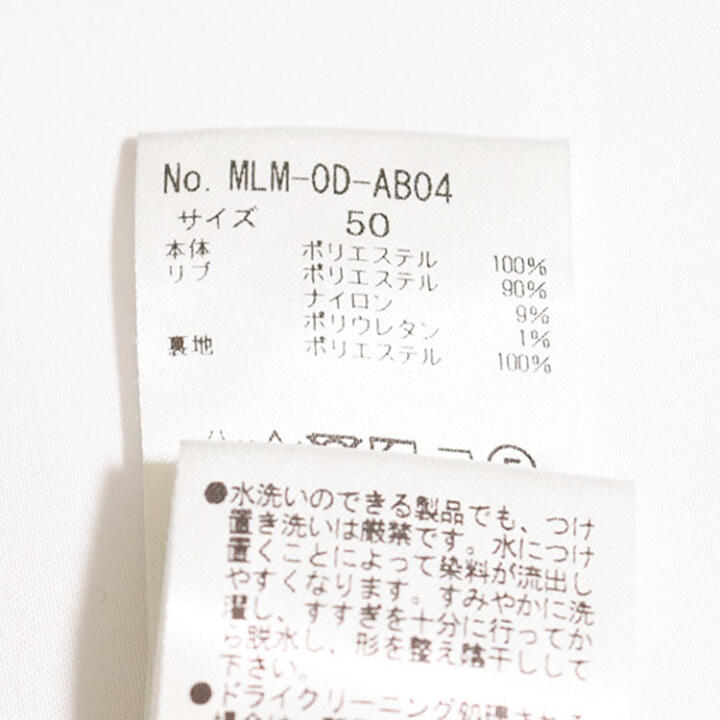 No. MLM-OD-AB04
サイズ 50
本体 ポリエステル 100%
リブ ポリエステル 90%
ナイロン 9%
ポリウレタン 1%
裏地 ポリエステル 100%
●水洗いのできる製品でも、つけ
置き洗いは厳禁です。水につけ
置くことによって染料が流出し
やすくなります。すみやかに洗
濯し、すすぎを十分に行ってか
ら脱水し、形を整え陰干しして
下さい。
●ドライクリーニング処理される